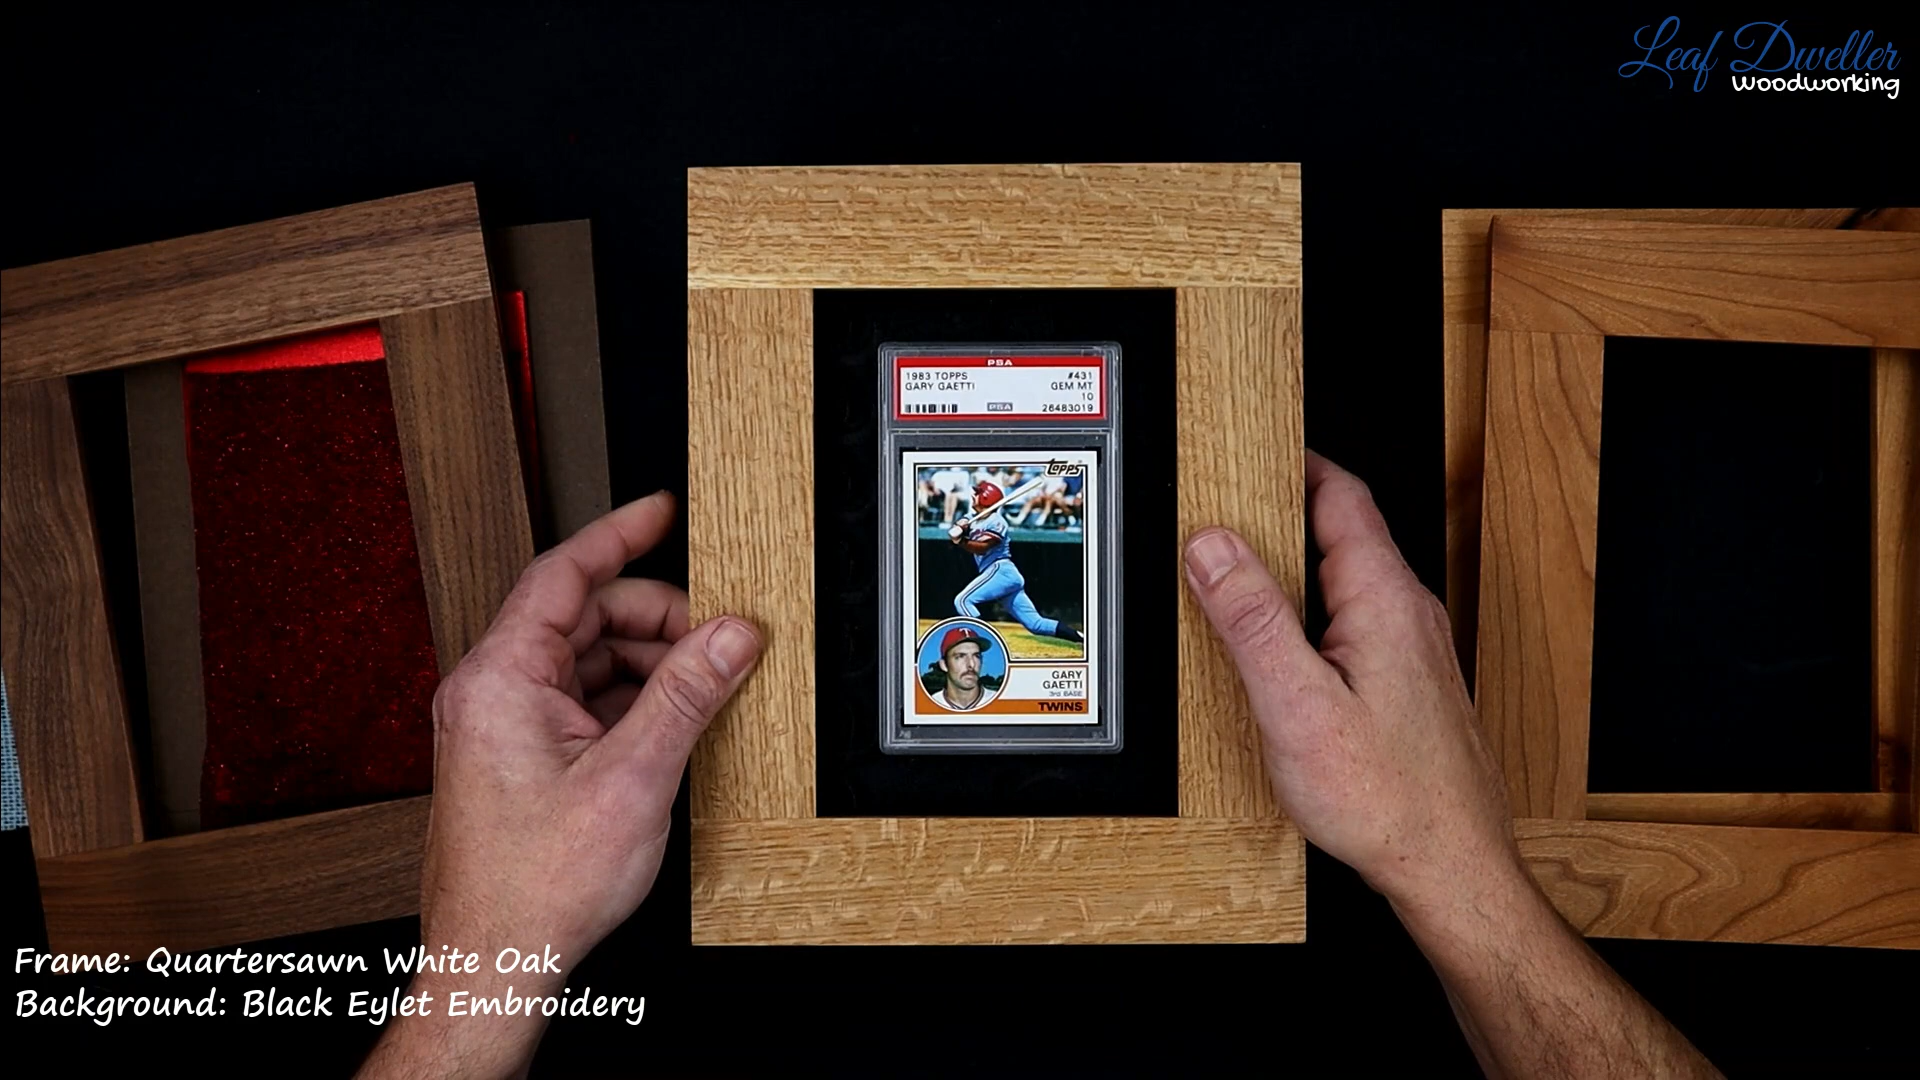 Leaf Dweller
woodworking
PSA
1983 TOPPS #431
GARY GAETTI GEM MT
10
PSA 26483019
Topps
T
GARY
GAETTI
3rd BASE
TWINS
Frame: Quartersawn White Oak
Background: Black Eylet Embroidery